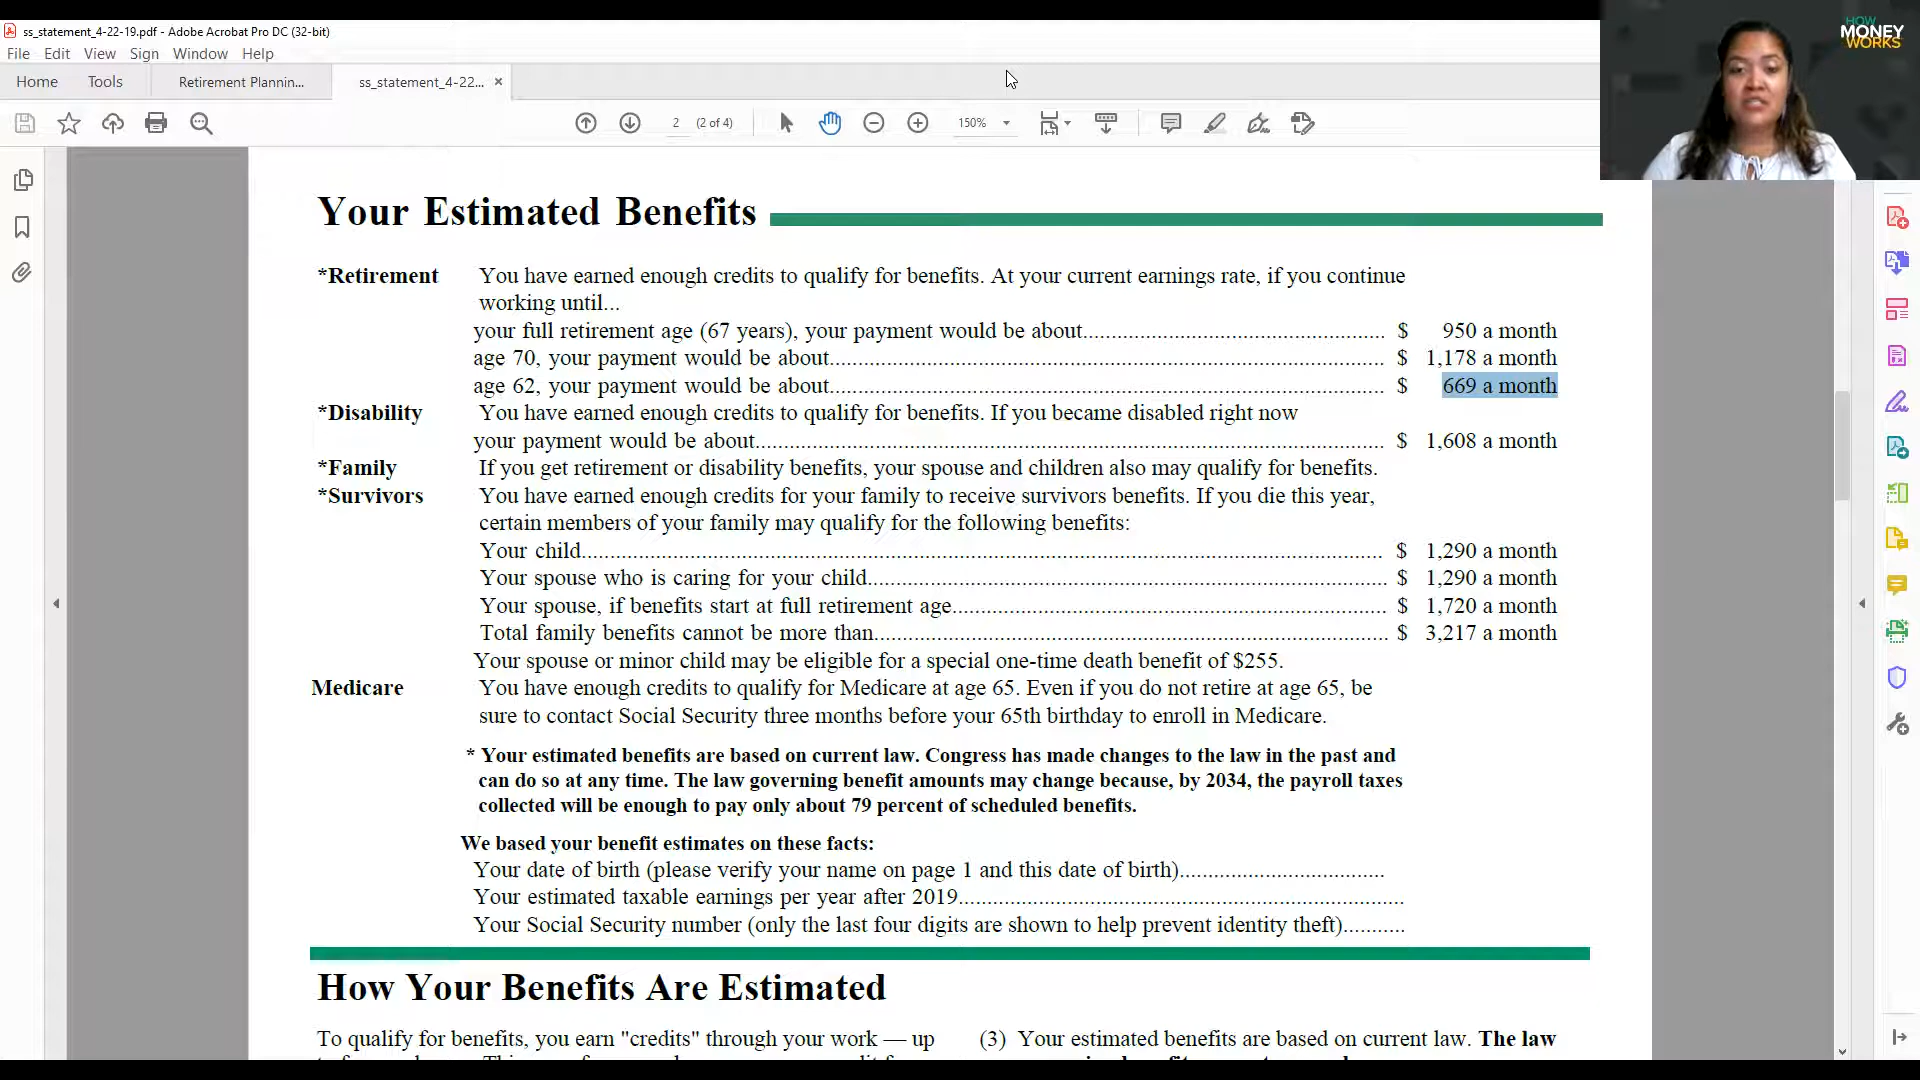 ss_statement_4-22-19.pdf - Adobe Acrobat Pro DC (32-bit)
File Edit View Sign Window Help
Home Tools Retirement Plannin... ss_statement_4-22... ×
2 (2 of 4) 150%
HOW
MONEY
WORKS
Your Estimated Benefits
*Retirement You have earned enough credits to qualify for benefits. At your current earnings rate, if you continue
working until...
your full retirement age (67 years), your payment would be about.................................................... $ 950 a month
age 70, your payment would be about................................................................................................ $ 1,178 a month
age 62, your payment would be about................................................................................................ $ 669 a month
*Disability You have earned enough credits to qualify for benefits. If you became disabled right now
your payment would be about............................................................................................................. $ 1,608 a month
*Family If you get retirement or disability benefits, your spouse and children also may qualify for benefits.
*Survivors You have earned enough credits for your family to receive survivors benefits. If you die this year,
certain members of your family may qualify for the following benefits:
Your child........................................................................................................................................... $ 1,290 a month
Your spouse who is caring for your child.......................................................................................... $ 1,290 a month
Your spouse, if benefits start at full retirement age........................................................................... $ 1,720 a month
Total family benefits cannot be more than......................................................................................... $ 3,217 a month
Your spouse or minor child may be eligible for a special one-time death benefit of $255.
Medicare You have enough credits to qualify for Medicare at age 65. Even if you do not retire at age 65, be
sure to contact Social Security three months before your 65th birthday to enroll in Medicare.
* Your estimated benefits are based on current law. Congress has made changes to the law in the past and
can do so at any time. The law governing benefit amounts may change because, by 2034, the payroll taxes
collected will be enough to pay only about 79 percent of scheduled benefits.
We based your benefit estimates on these facts:
Your date of birth (please verify your name on page 1 and this date of birth)...................................
Your estimated taxable earnings per year after 2019..............................................................................
Your Social Security number (only the last four digits are shown to help prevent identity theft)...........
How Your Benefits Are Estimated
To qualify for benefits, you earn "credits" through your work — up
(3) Your estimated benefits are based on current law. The law